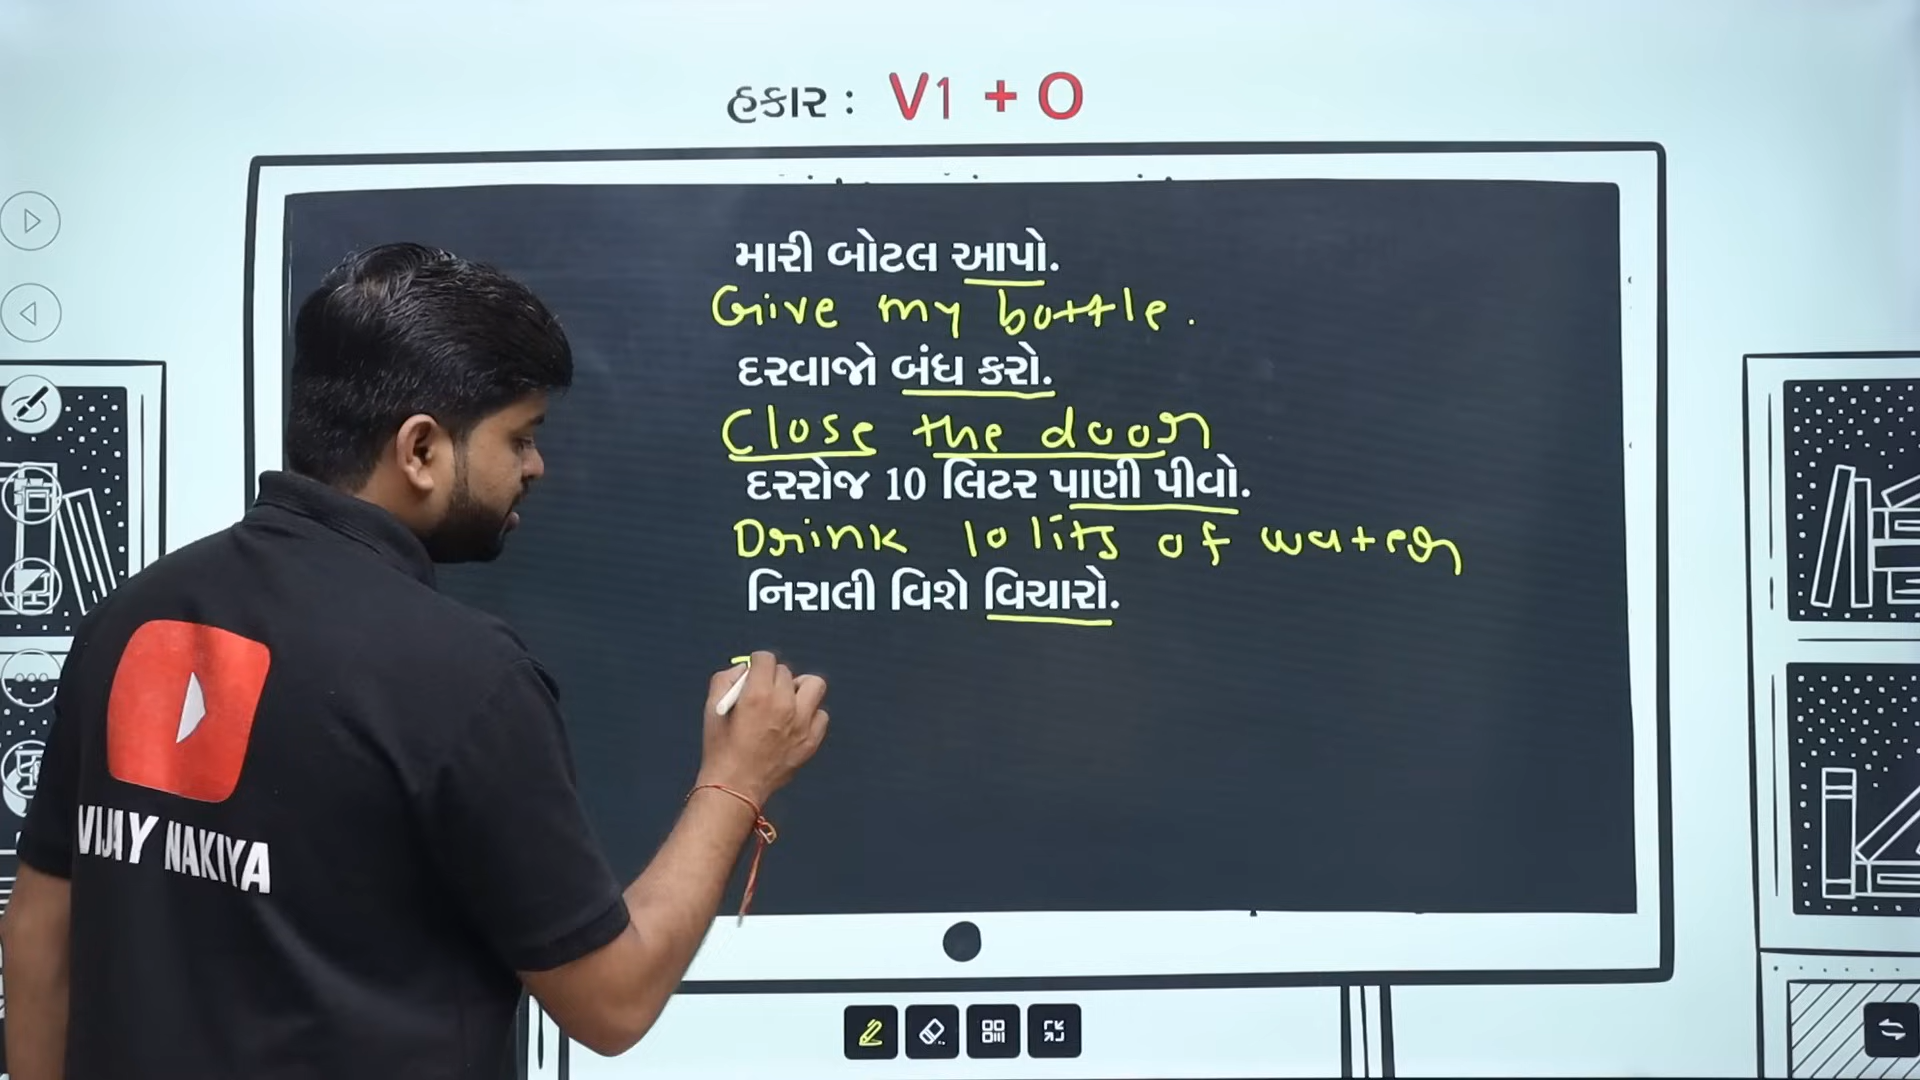 હકાર : V1 + O
મારી બોટલ આપો.
Give my bottle.
દરવાજો બંધ કરો.
Close the door
દરરોજ 10 લિટર પાણી પીવો.
Drink 10 lits of water
નિરાલી વિશે વિચારો.
VIJAY NAKIYA